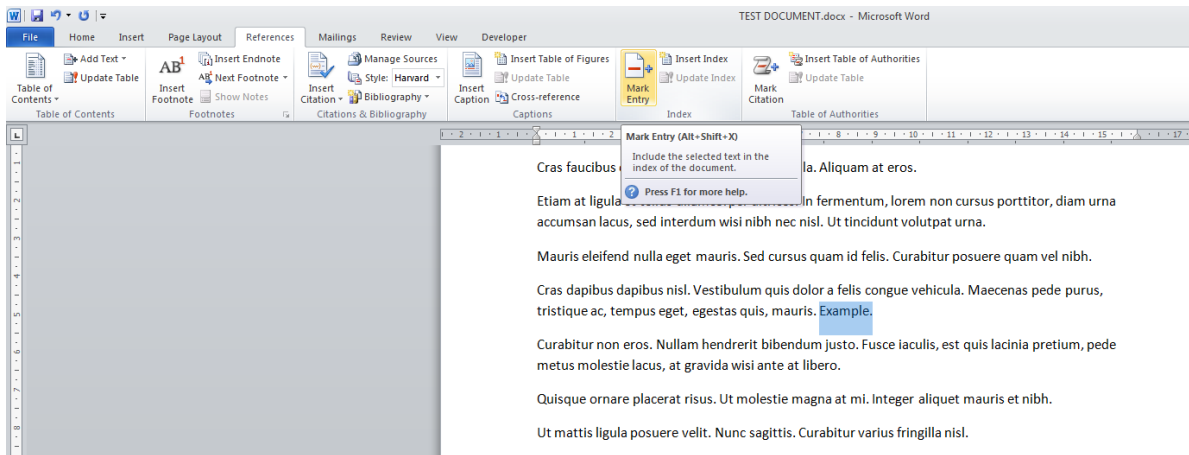 TEST DOCUMENT.docx - Microsoft Word
File Home Insert Page Layout References Mailings Review View Developer
Table of Contents
Add Text
Update Table
Table of Contents
AB1 Insert Footnote
Insert Endnote
AB1 Next Footnote
Show Notes
Footnotes
Insert Citation
Manage Sources
Style: Harvard
Bibliography
Citations & Bibliography
Insert Caption
Insert Table of Figures
Update Table
Cross-reference
Captions
Mark Entry
Insert Index
Update Index
Index
Mark Citation
Insert Table of Authorities
Update Table
Table of Authorities
Mark Entry (Alt+Shift+X)
Include the selected text in the
index of the document.
Press F1 for more help.
Cras faucibus la. Aliquam at eros.
Etiam at ligula In fermentum, lorem non cursus porttitor, diam urna
accumsan lacus, sed interdum wisi nibh nec nisl. Ut tincidunt volutpat urna.
Mauris eleifend nulla eget mauris. Sed cursus quam id felis. Curabitur posuere quam vel nibh.
Cras dapibus dapibus nisl. Vestibulum quis dolor a felis congue vehicula. Maecenas pede purus,
tristique ac, tempus eget, egestas quis, mauris. Example.
Curabitur non eros. Nullam hendrerit bibendum justo. Fusce iaculis, est quis lacinia pretium, pede
metus molestie lacus, at gravida wisi ante at libero.
Quisque ornare placerat risus. Ut molestie magna at mi. Integer aliquet mauris et nibh.
Ut mattis ligula posuere velit. Nunc sagittis. Curabitur varius fringilla nisl.